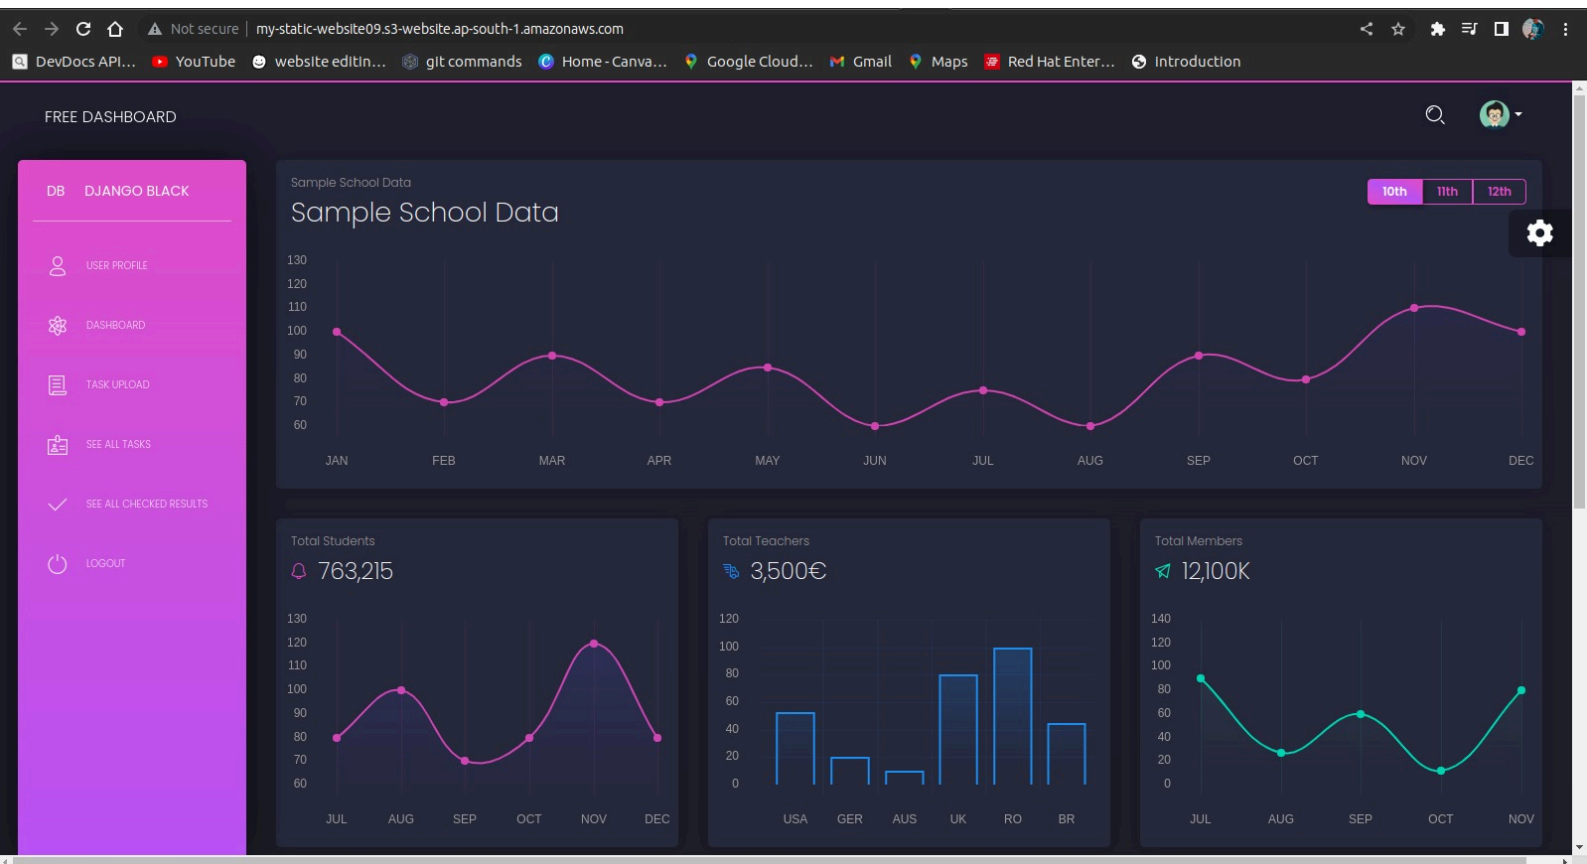 Not secure | my-static-website09.s3-website.ap-south-1.amazonaws.com
DevDocs API... YouTube website editin... git commands Home - Canva... Google Cloud... Gmail Maps Red Hat Enter... Introduction
FREE DASHBOARD
DB DJANGO BLACK
USER PROFILE
DASHBOARD
TASK UPLOAD
SEE ALL TASKS
SEE ALL CHECKED RESULTS
LOGOUT
Sample School Data
Sample School Data
10th 11th 12th
130
120
110
100
90
80
70
60
JAN FEB MAR APR MAY JUN JUL AUG SEP OCT NOV DEC
Total Students
763,215
130
120
110
100
90
80
70
60
JUL AUG SEP OCT NOV DEC
Total Teachers
3,500€
120
100
80
60
40
20
0
USA GER AUS UK RO BR
Total Members
12,100K
140
120
100
80
60
40
20
0
JUL AUG SEP OCT NOV